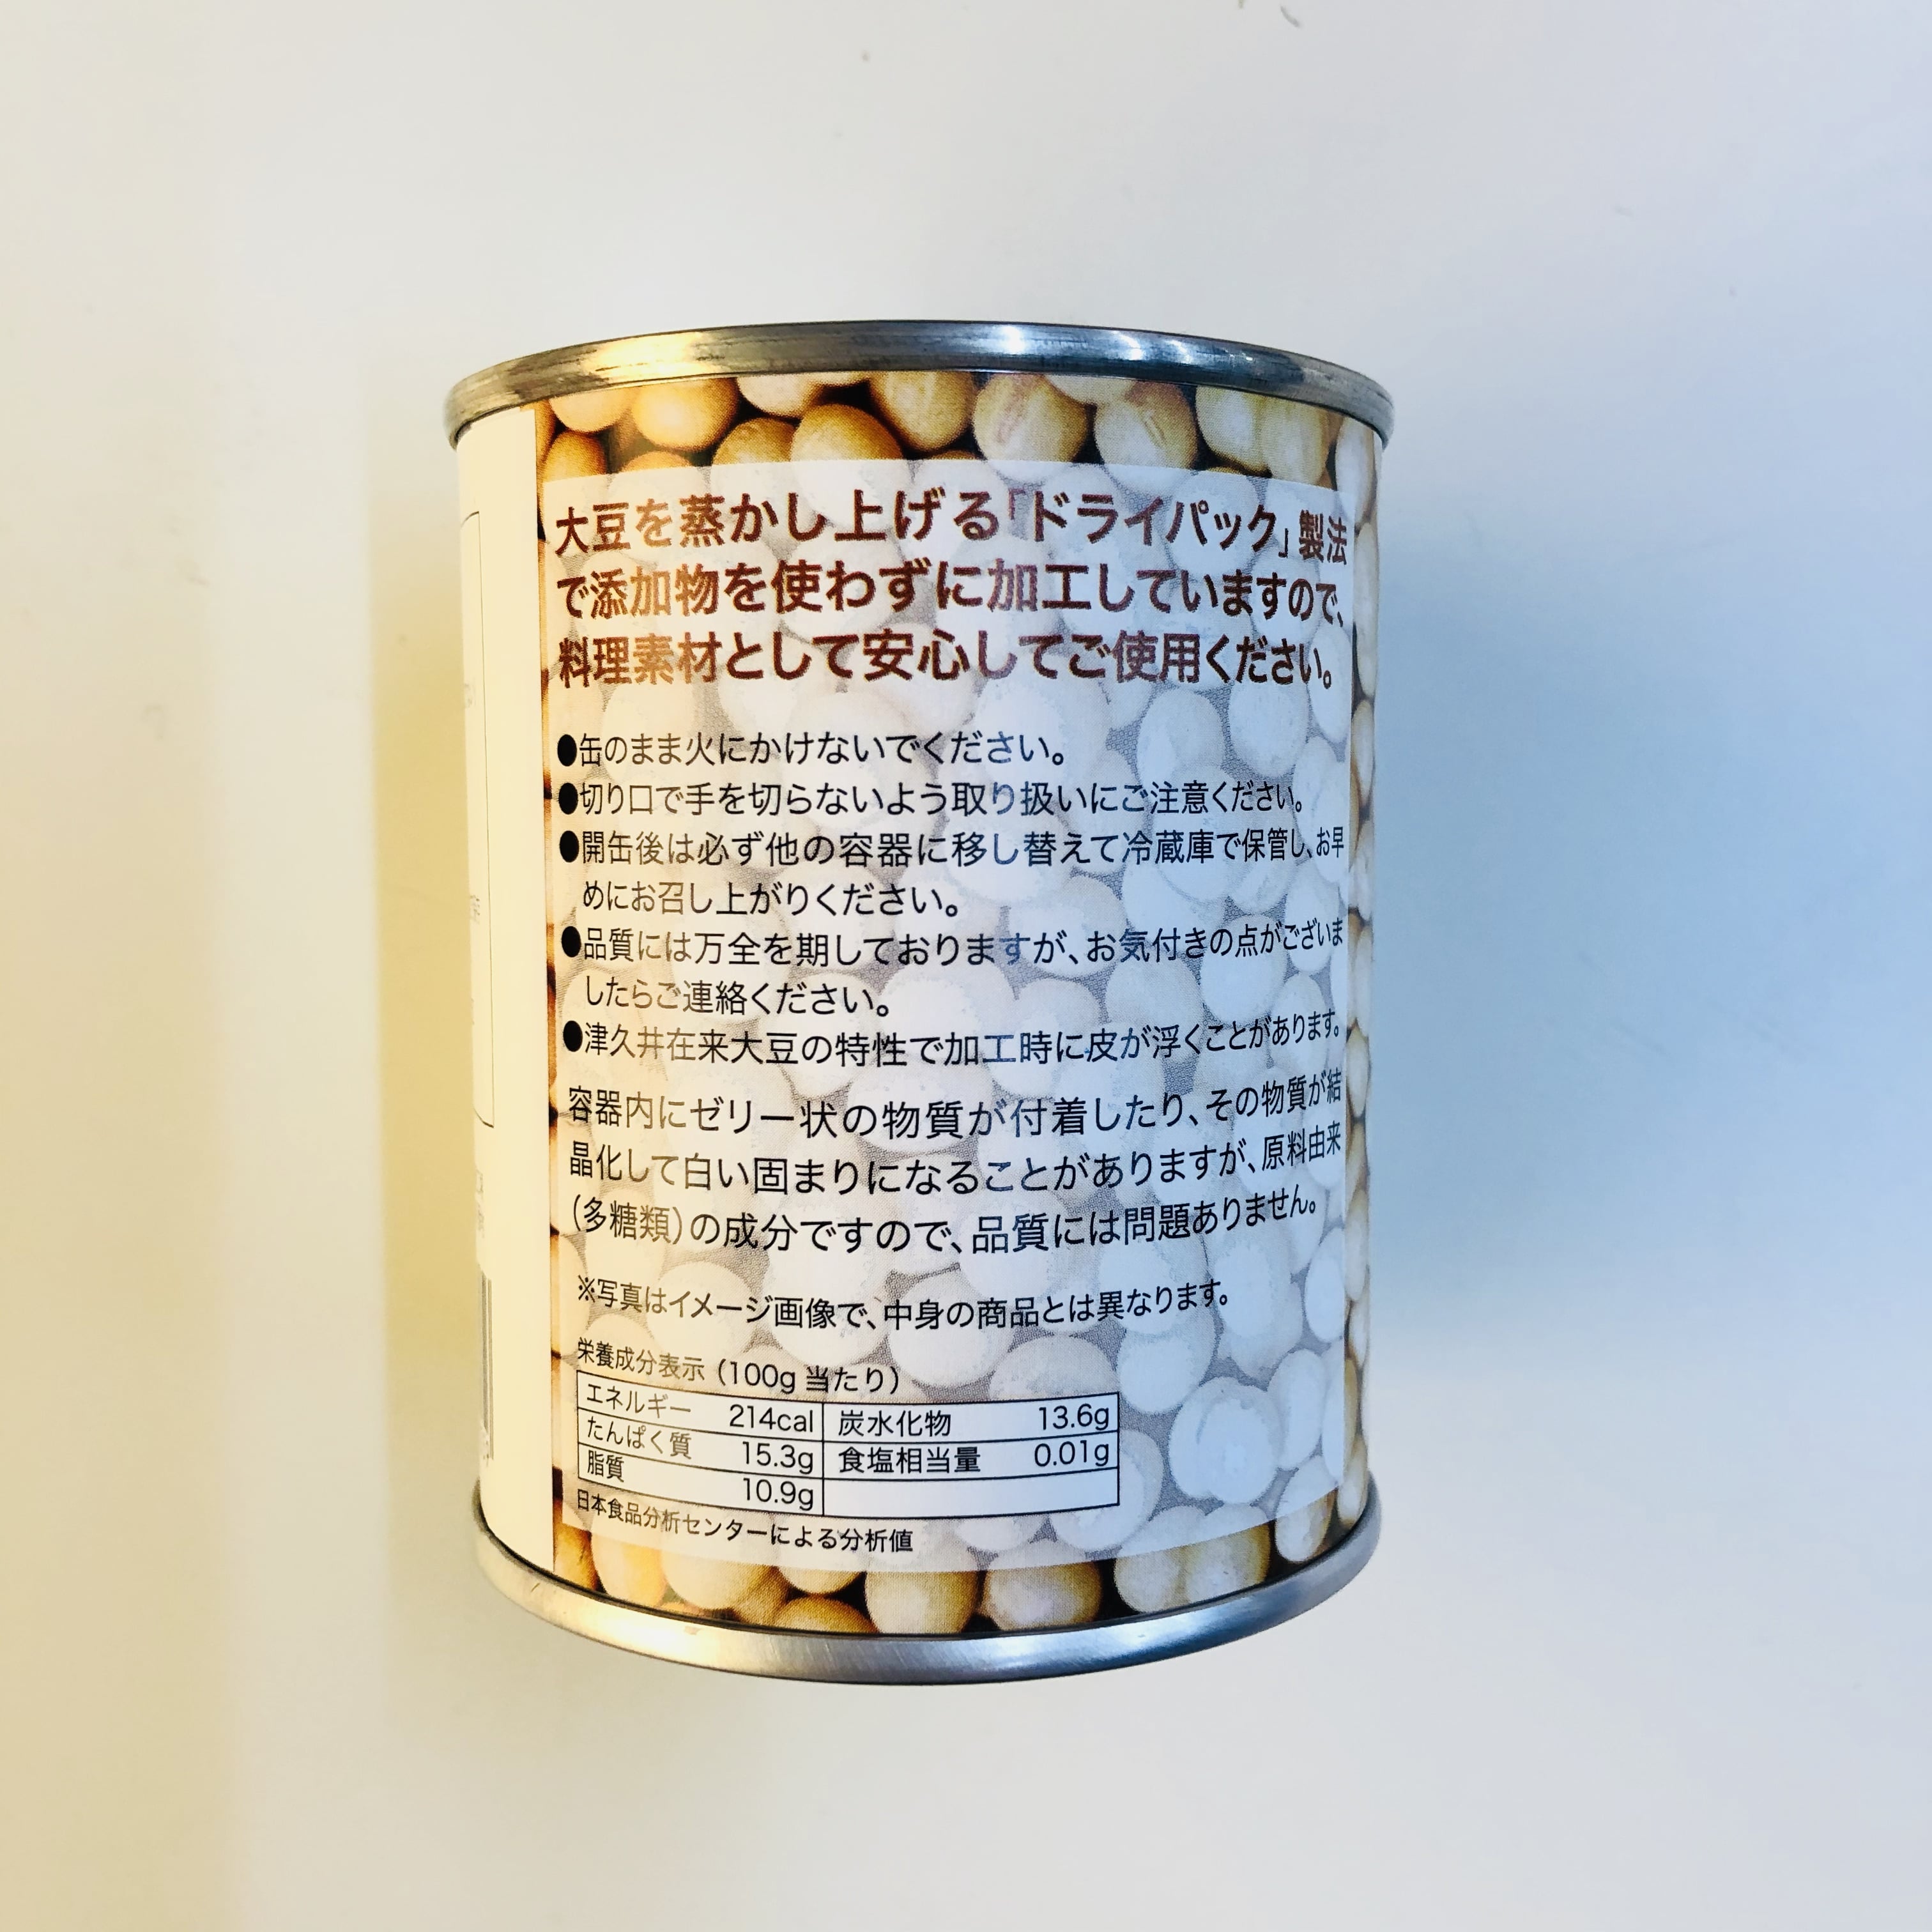 大豆を蒸かし上げる「ドライパック」製法
で添加物を使わずに加工していますので、
料理素材として安心してご使用ください。
●缶のまま火にかけないでください。
●切り口で手を切らないよう取り扱いにご注意ください。
●開缶後は必ず他の容器に移し替えて冷蔵庫で保管し、お早
めにお召し上がりください。
●品質には万全を期しておりますが、お気付きの点がございま
したらご連絡ください。
●津久井在来大豆の特性で加工時に皮が浮くことがあります。
容器内にゼリー状の物質が付着したり、その物質が結
晶化して白い固まりになることがありますが、原料由来
(多糖類)の成分ですので、品質には問題ありません。
※写真はイメージ画像で、中身の商品とは異なります。
栄養成分表示(100g当たり)
エネルギー 214cal 炭水化物 13.6g
たんぱく質 15.3g 食塩相当量 0.01g
脂質 10.9g
日本食品分析センターによる分析値